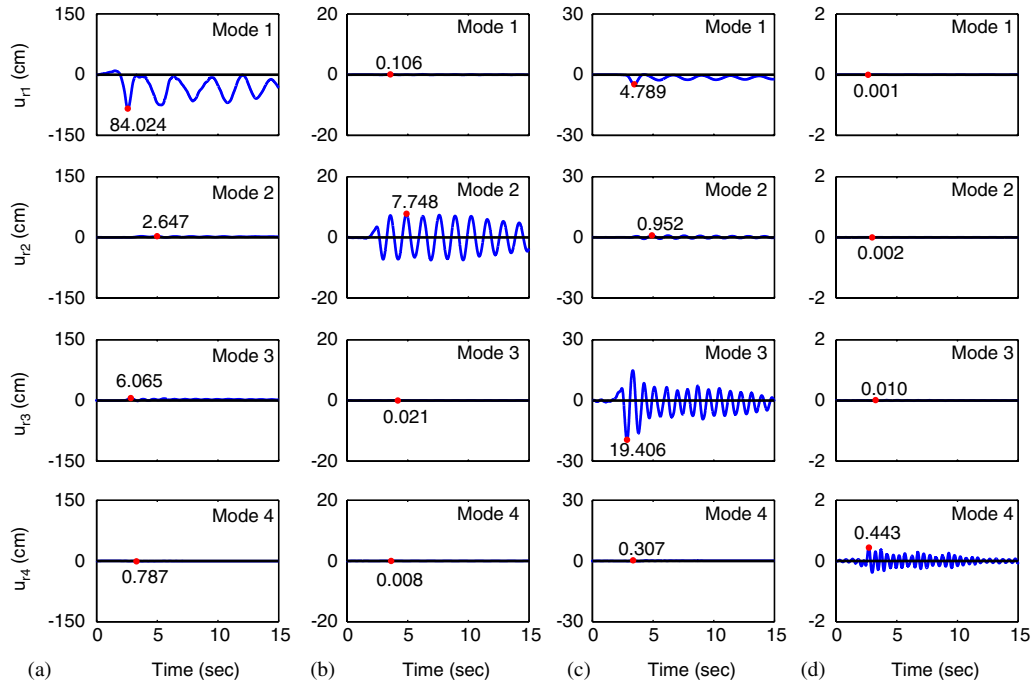 150
Mode 1
0
84.024
-150
u_r1 (cm)
20
Mode 1
0.106
0
-20
30
Mode 1
0
4.789
-30
2
Mode 1
0
0.001
-2
150
Mode 2
2.647
0
-150
u_r2 (cm)
20
Mode 2
7.748
0
-20
30
Mode 2
0.952
0
-30
2
Mode 2
0
0.002
-2
150
Mode 3
6.065
0
-150
u_r3 (cm)
20
Mode 3
0
0.021
-20
30
Mode 3
0
19.406
-30
2
Mode 3
0.010
0
-2
150
Mode 4
0
0.787
-150
u_r4 (cm)
0 5 10 15
20
Mode 4
0
0.008
-20
0 5 10 15
30
Mode 4
0.307
0
-30
0 5 10 15
2
Mode 4
0.443
0
-2
0 5 10 15
(a) Time (sec)
(b) Time (sec)
(c) Time (sec)
(d) Time (sec)